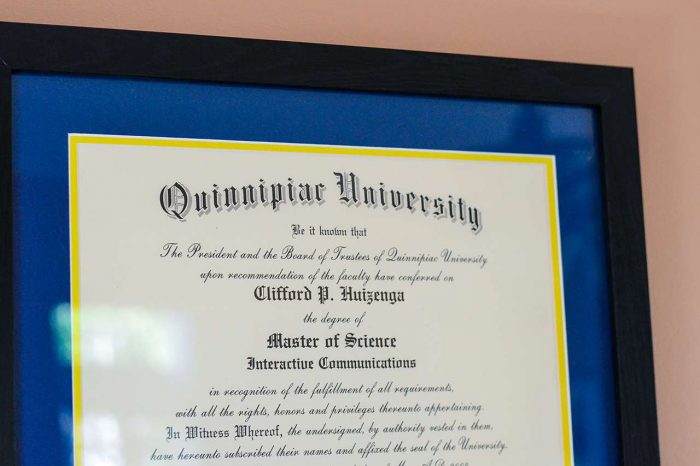 Quinnipiac University
Be it known that
The President and the Board of Trustees of Quinnipiac University
upon recommendation of the faculty have conferred on
Clifford P. Huizenga
the degree of
Master of Science
Interactive Communications
in recognition of the fulfillment of all requirements,
with all the rights, honors and privileges thereunto appertaining.
In Witness Whereof, the undersigned, by authority vested in them,
have hereunto subscribed their names and affixed the seal of the University.